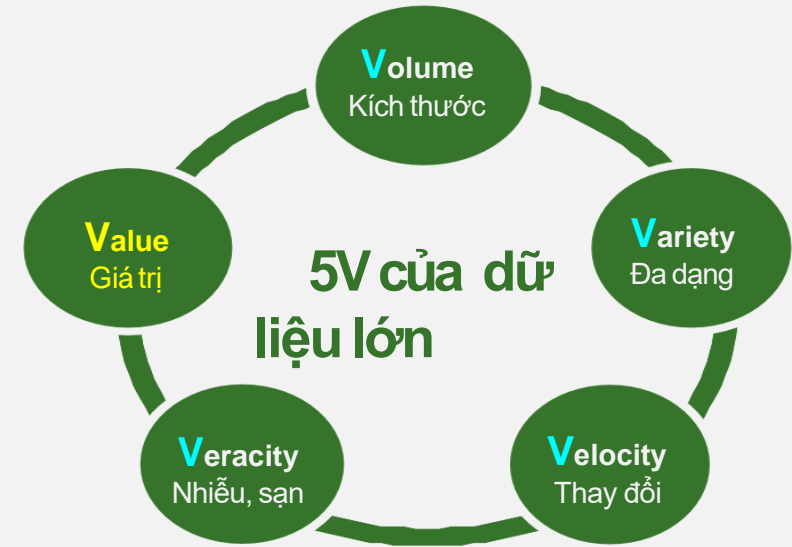 Volume
Kích thước
Value
Giá trị
Variety
Đa dạng
5V của dữ
liệu lớn
Veracity
Nhiễu, sạn
Velocity
Thay đổi